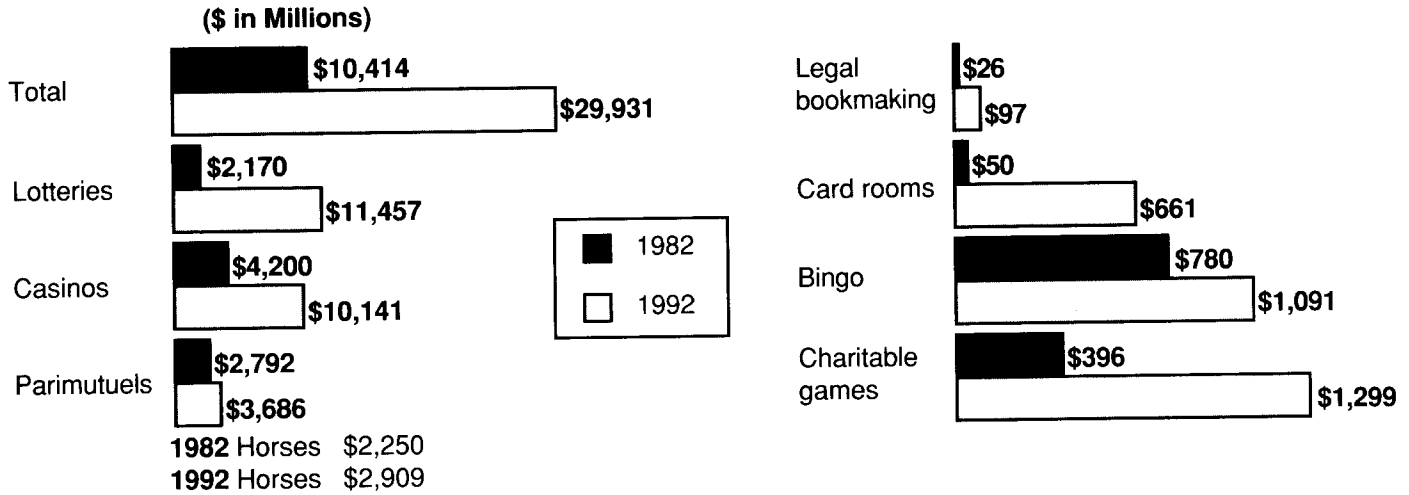 ($ in Millions)
Total
$10,414
$29,931
Lotteries
$2,170
$11,457
Casinos
$4,200
$10,141
Parimutuels
$2,792
$3,686
1982 Horses $2,250
1992 Horses $2,909
1982
1992
Legal
bookmaking
$26
$97
Card rooms
$50
$661
Bingo
$780
$1,091
Charitable
games
$396
$1,299